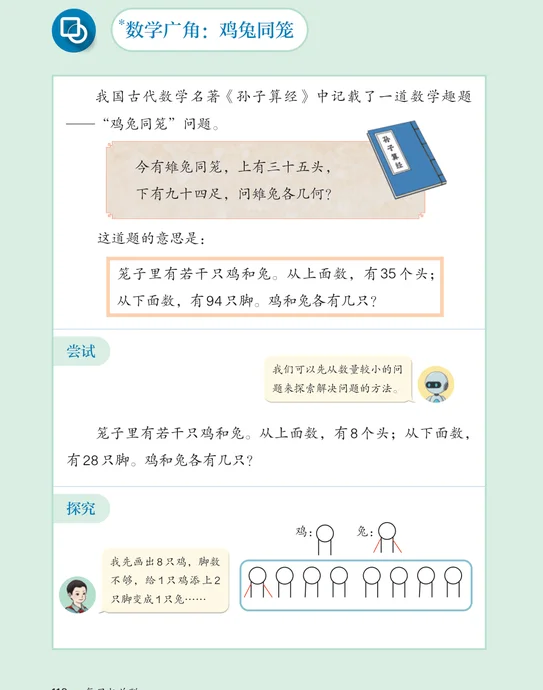 *数学广角：鸡兔同笼
我国古代数学名著《孙子算经》中记载了一道数学趣题
——“鸡兔同笼”问题。
孙子算经
今有雉兔同笼，上有三十五头，
下有九十四足，问雉兔各几何？
这道题的意思是：
笼子里有若干只鸡和兔。从上面数，有35个头；
从下面数，有94只脚。鸡和兔各有几只？
尝试
我们可以先从数量较小的问
题来探索解决问题的方法。
笼子里有若干只鸡和兔。从上面数，有8个头；从下面数，
有28只脚。鸡和兔各有几只？
探究
鸡：
兔：
我先画出8只鸡，脚数
不够，给1只鸡添上2
只脚变成1只兔……